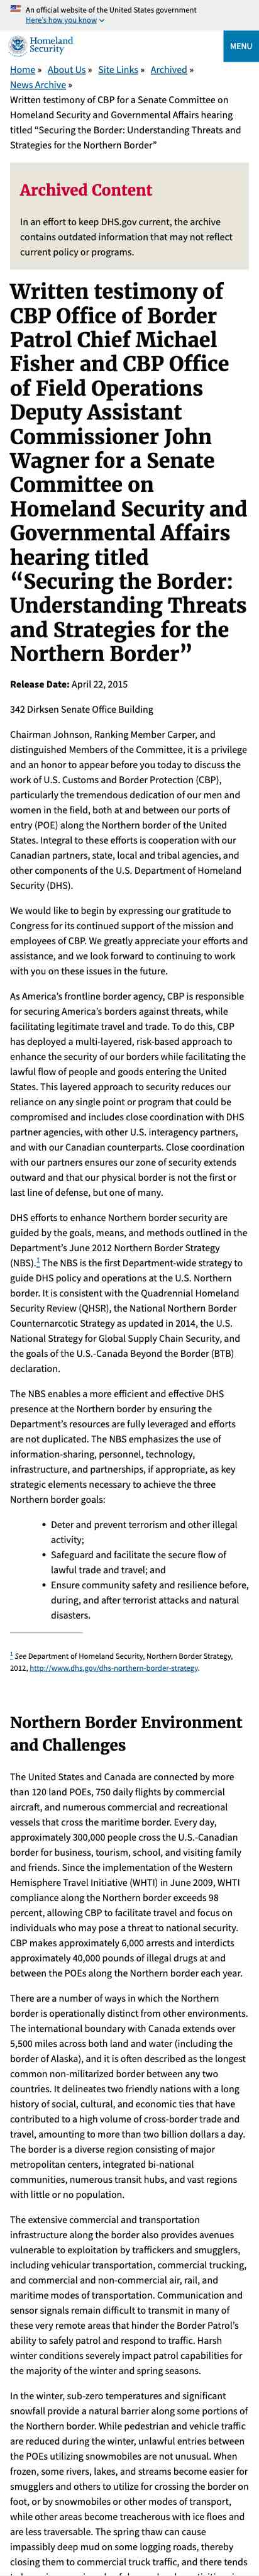 An official website of the United States government
Here's how you know
Homeland
Security
MENU
Home » About Us » Site Links » Archived »
News Archive »
Written testimony of CBP for a Senate Committee on
Homeland Security and Governmental Affairs hearing
titled “Securing the Border: Understanding Threats and
Strategies for the Northern Border”
Archived Content
In an effort to keep DHS.gov current, the archive
contains outdated information that may not reflect
current policy or programs.
Written testimony of
CBP Office of Border
Patrol Chief Michael
Fisher and CBP Office
of Field Operations
Deputy Assistant
Commissioner John
Wagner for a Senate
Committee on
Homeland Security and
Governmental Affairs
hearing titled
“Securing the Border:
Understanding Threats
and Strategies for the
Northern Border”
Release Date: April 22, 2015
342 Dirksen Senate Office Building
Chairman Johnson, Ranking Member Carper, and
distinguished Members of the Committee, it is a privilege
and an honor to appear before you today to discuss the
work of U.S. Customs and Border Protection (CBP),
particularly the tremendous dedication of our men and
women in the field, both at and between our ports of
entry (POE) along the Northern border of the United
States. Integral to these efforts is cooperation with our
Canadian partners, state, local and tribal agencies, and
other components of the U.S. Department of Homeland
Security (DHS).
We would like to begin by expressing our gratitude to
Congress for its continued support of the mission and
employees of CBP. We greatly appreciate your efforts and
assistance, and we look forward to continuing to work
with you on these issues in the future.
As America’s frontline border agency, CBP is responsible
for securing America’s borders against threats, while
facilitating legitimate travel and trade. To do this, CBP
has deployed a multi-layered, risk-based approach to
enhance the security of our borders while facilitating the
lawful flow of people and goods entering the United
States. This layered approach to security reduces our
reliance on any single point or program that could be
compromised and includes close coordination with DHS
partner agencies, with other U.S. interagency partners,
and with our Canadian counterparts. Close coordination
with our partners ensures our zone of security extends
outward and that our physical border is not the first or
last line of defense, but one of many.
DHS efforts to enhance Northern border security are
guided by the goals, means, and methods outlined in the
Department’s June 2012 Northern Border Strategy
(NBS).1 The NBS is the first Department-wide strategy to
guide DHS policy and operations at the U.S. Northern
border. It is consistent with the Quadrennial Homeland
Security Review (QHSR), the National Northern Border
Counternarcotic Strategy as updated in 2014, the U.S.
National Strategy for Global Supply Chain Security, and
the goals of the U.S.-Canada Beyond the Border (BTB)
declaration.
The NBS enables a more efficient and effective DHS
presence at the Northern border by ensuring the
Department’s resources are fully leveraged and efforts
are not duplicated. The NBS emphasizes the use of
information-sharing, personnel, technology,
infrastructure, and partnerships, if appropriate, as key
strategic elements necessary to achieve the three
Northern border goals:
• Deter and prevent terrorism and other illegal
activity;
• Safeguard and facilitate the secure flow of
lawful trade and travel; and
• Ensure community safety and resilience before,
during, and after terrorist attacks and natural
disasters.
1 See Department of Homeland Security, Northern Border Strategy,
2012, http://www.dhs.gov/dhs-northern-border-strategy.
Northern Border Environment
and Challenges
The United States and Canada are connected by more
than 120 land POEs, 750 daily flights by commercial
aircraft, and numerous commercial and recreational
vessels that cross the maritime border. Every day,
approximately 300,000 people cross the U.S.-Canadian
border for business, tourism, school, and visiting family
and friends. Since the implementation of the Western
Hemisphere Travel Initiative (WHTI) in June 2009, WHTI
compliance along the Northern border exceeds 98
percent, allowing CBP to facilitate travel and focus on
individuals who may pose a threat to national security.
CBP makes approximately 6,000 arrests and interdicts
approximately 40,000 pounds of illegal drugs at and
between the POEs along the Northern border each year.
There are a number of ways in which the Northern
border is operationally distinct from other environments.
The international boundary with Canada extends over
5,500 miles across both land and water (including the
border of Alaska), and it is often described as the longest
common non-militarized border between any two
countries. It delineates two friendly nations with a long
history of social, cultural, and economic ties that have
contributed to a high volume of cross-border trade and
travel, amounting to more than two billion dollars a day.
The border is a diverse region consisting of major
metropolitan centers, integrated bi-national
communities, numerous transit hubs, and vast regions
with little or no population.
The extensive commercial and transportation
infrastructure along the border also provides avenues
vulnerable to exploitation by traffickers and smugglers,
including vehicular transportation, commercial trucking,
and commercial and non-commercial air, rail, and
maritime modes of transportation. Communication and
sensor signals remain difficult to transmit in many of
these very remote areas that hinder the Border Patrol’s
ability to safely patrol and respond to traffic. Harsh
winter conditions severely impact patrol capabilities for
the majority of the winter and spring seasons.
In the winter, sub-zero temperatures and significant
snowfall provide a natural barrier along some portions of
the Northern border. While pedestrian and vehicle traffic
are reduced during the winter, unlawful entries between
the POEs utilizing snowmobiles are not unusual. When
frozen, some rivers, lakes, and streams become easier for
smugglers and others to utilize for crossing the border on
foot, or by snowmobiles or other modes of transport,
while other areas become treacherous with ice floes and
are less traversable. The spring thaw can cause
impassibly deep mud on some logging roads, thereby
closing them to commercial truck traffic, and there tends